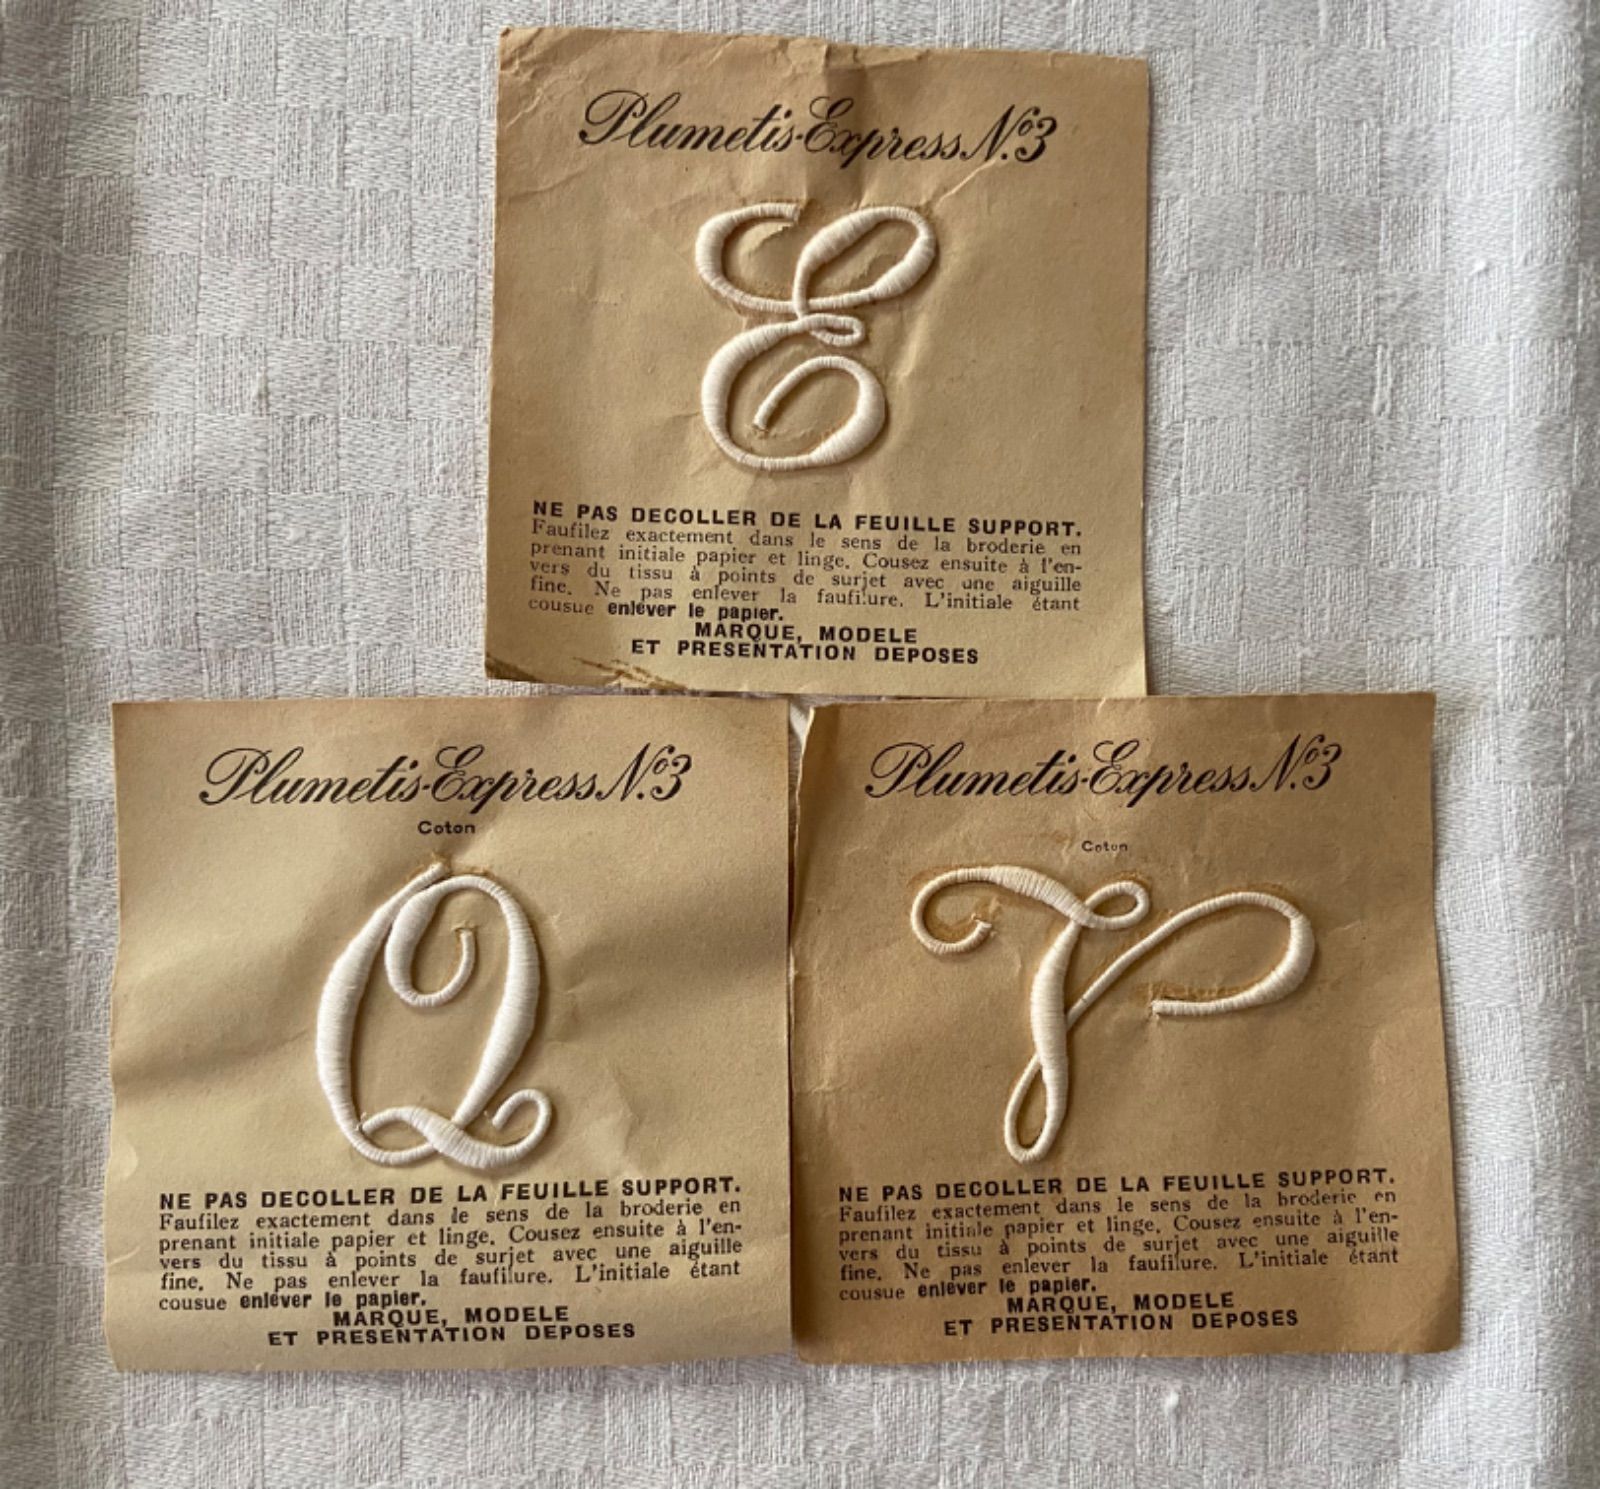 Plumetis-Express Nº.3
E
NE PAS DECOLLER DE LA FEUILLE SUPPORT.
Faufilez exactement dans le sens de la broderie en
prenant initiale papier et linge. Cousez ensuite à l'en-
vers du tissu à points de surjet avec une aiguille
fine. Ne pas enlever la faufilure. L'initiale étant
cousue enlever le papier.
MARQUE, MODELE
ET PRESENTATION DEPOSES
Plumetis-Express Nº.3
Coton
Q
NE PAS DECOLLER DE LA FEUILLE SUPPORT.
Faufilez exactement dans le sens de la broderie en
prenant initiale papier et linge. Cousez ensuite à l'en-
vers du tissu à points de surjet avec une aiguille
fine. Ne pas enlever la faufilure. L'initiale étant
cousue enlever le papier.
MARQUE, MODELE
ET PRESENTATION DEPOSES
Plumetis-Express Nº.3
Coton
NE PAS DECOLLER DE LA FEUILLE SUPPORT.
Faufilez exactement dans le sens de la broderie en
prenant initiale papier et linge. Cousez ensuite à l'en-
vers du tissu à points de surjet avec une aiguille
fine. Ne pas enlever la faufilure. L'initiale étant
cousue enlever le papier.
MARQUE, MODELE
ET PRESENTATION DEPOSES